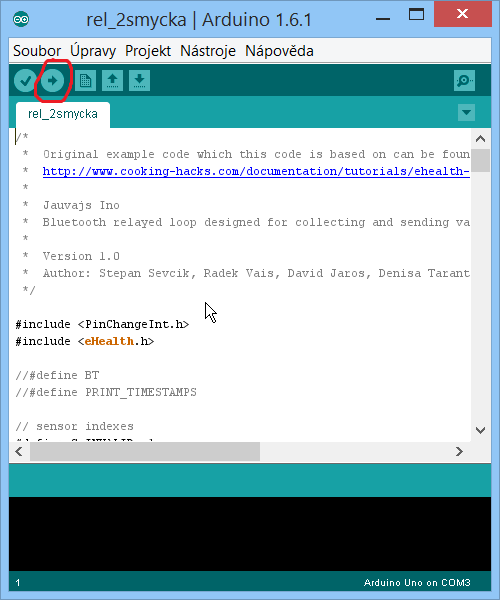 rel_2smycka | Arduino 1.6.1
Soubor Úpravy Projekt Nástroje Nápověda
rel_2smycka
/*
* Original example code which this code is based on can be foun
* http://www.cooking-hacks.com/documentation/tutorials/ehealth-
*
* Jauvajs Ino
* Bluetooth relayed loop designed for collecting and sending va
*
* Version 1.0
* Author: Stepan Sevcik, Radek Vais, David Jaros, Denisa Tarant
*/
#include <PinChangeInt.h>
#include <eHealth.h>
//#define BT
//#define PRINT_TIMESTAMPS
// sensor indexes
1 Arduino Uno on COM3